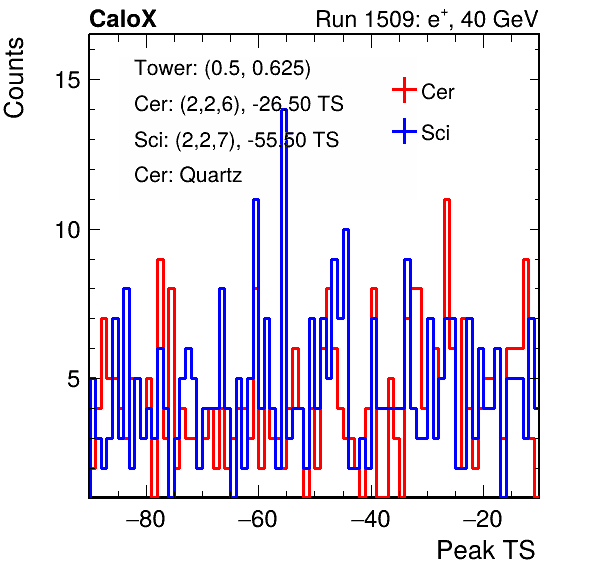 CaloX Run 1509: e⁺, 40 GeV
Counts
Tower: (0.5, 0.625)
Cer: (2,2,6), -26.50 TS
Sci: (2,2,7), -55.50 TS
Cer: Quartz
Cer
Sci
15
10
5
−80 −60 −40 −20
Peak TS